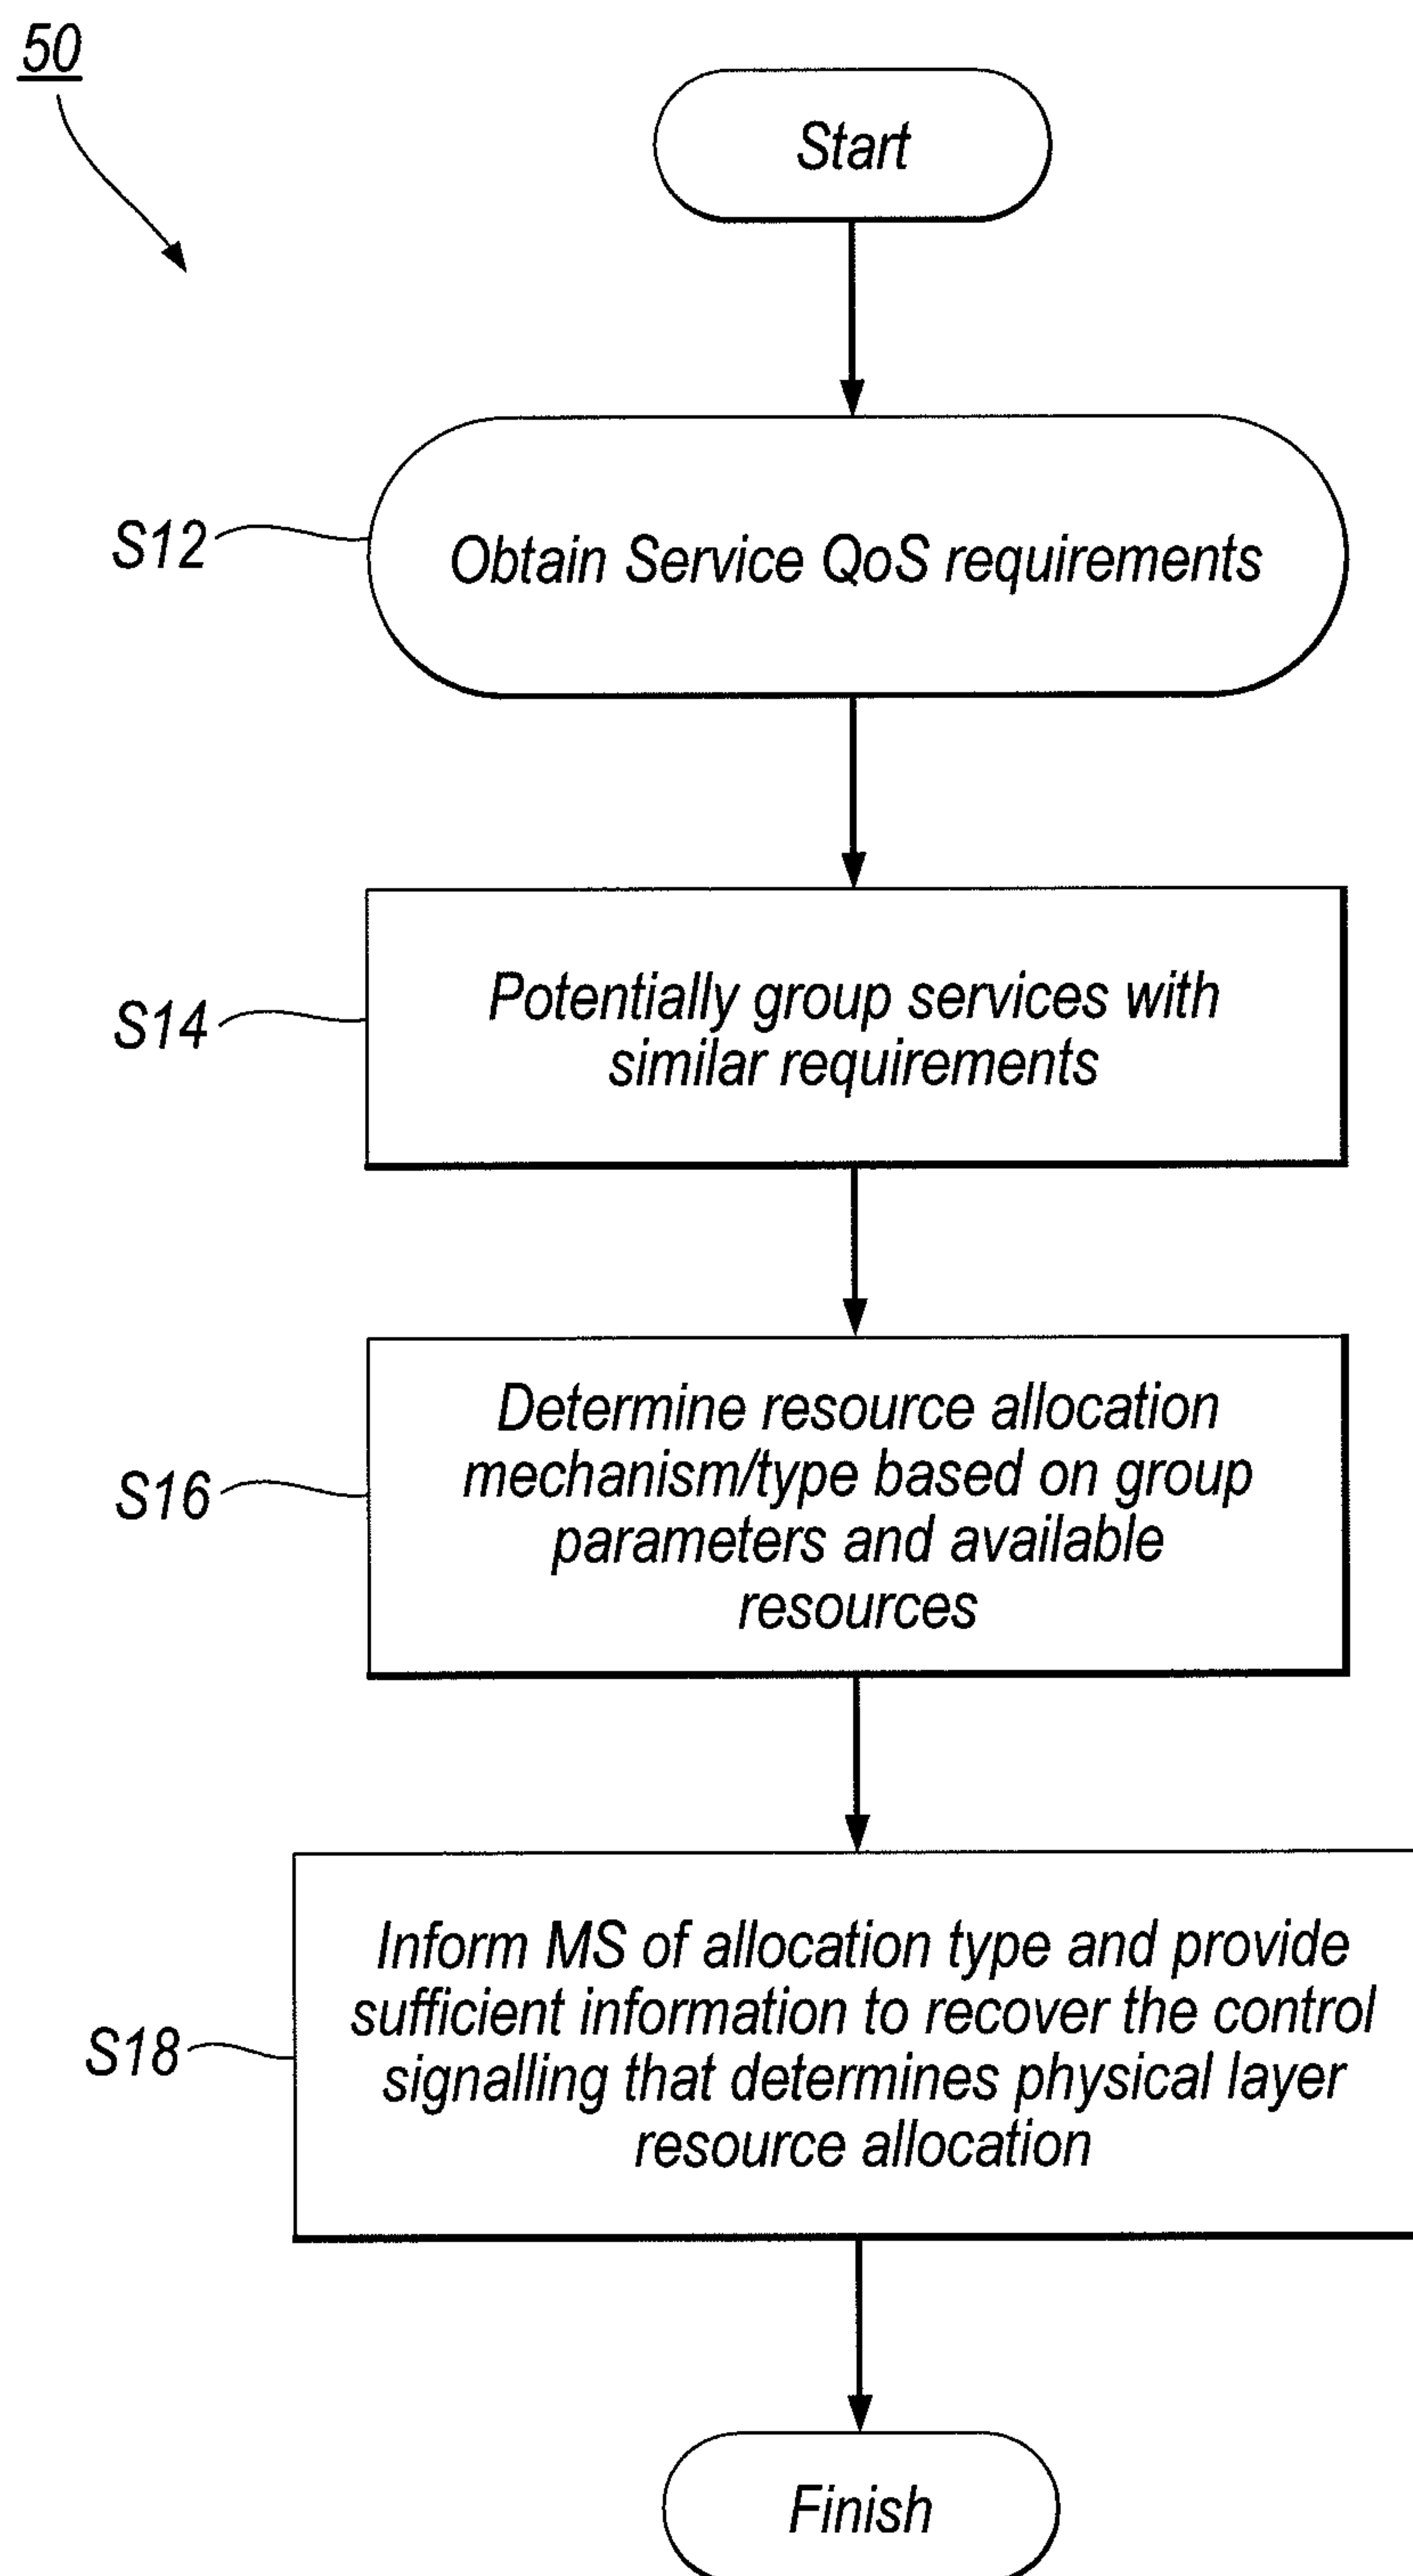 50
Start
S12
Obtain Service QoS requirements
S14
Potentially group services with
similar requirements
S16
Determine resource allocation
mechanism/type based on group
parameters and available
resources
S18
Inform MS of allocation type and provide
sufficient information to recover the control
signalling that determines physical layer
resource allocation
Finish